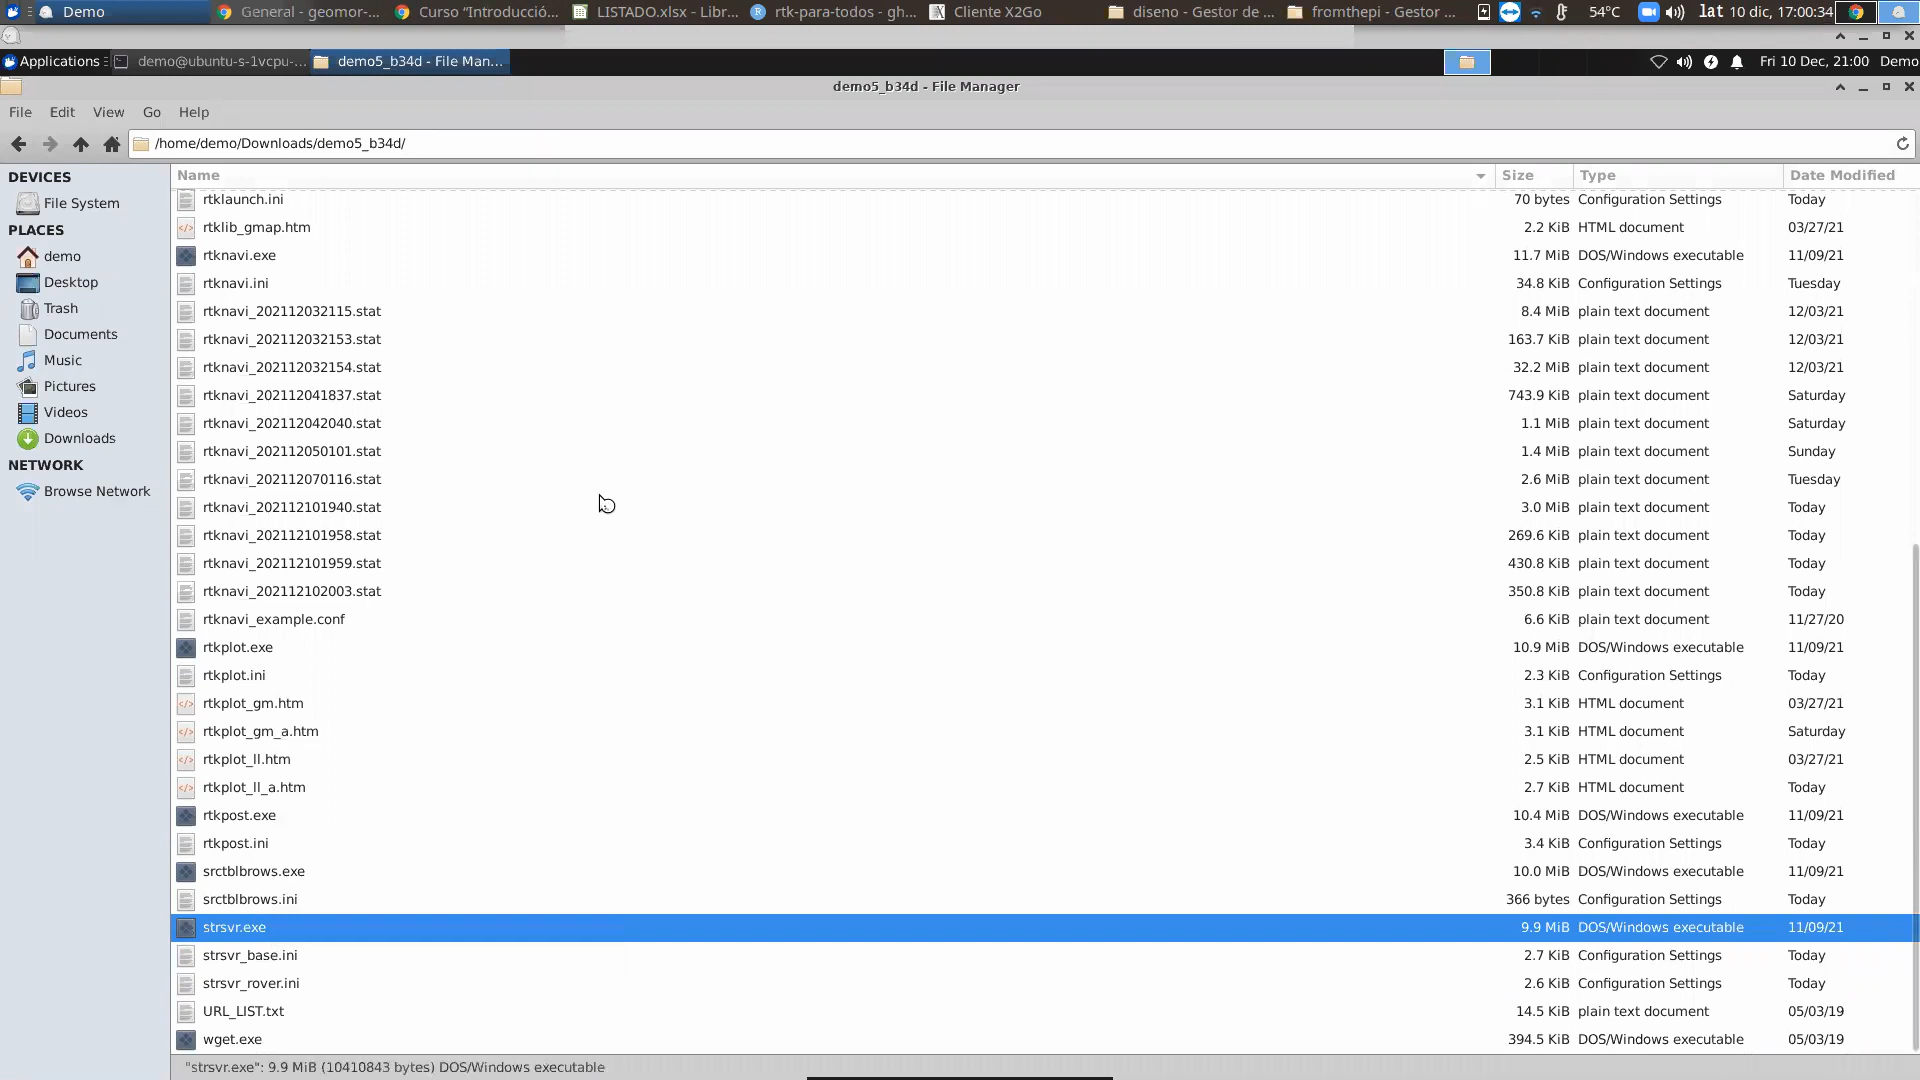 Demo
General - geomor-...
Curso “Introducció...
LISTADO.xlsx - Libr...
rtk-para-todos - gh...
Cliente X2Go
diseno - Gestor de ...
fromthepi - Gestor ...
54°C
lat 10 dic, 17:00:34
Applications
demo@ubuntu-s-1vcpu-...
demo5_b34d - File Man...
Fri 10 Dec, 21:00
Demo
demo5_b34d - File Manager
File Edit View Go Help
/home/demo/Downloads/demo5_b34d/
DEVICES
File System
PLACES
demo
Desktop
Trash
Documents
Music
Pictures
Videos
Downloads
NETWORK
Browse Network
Name Size Type Date Modified
rtklaunch.ini 70 bytes Configuration Settings Today
rtklib_gmap.htm 2.2 KiB HTML document 03/27/21
rtknavi.exe 11.7 MiB DOS/Windows executable 11/09/21
rtknavi.ini 34.8 KiB Configuration Settings Tuesday
rtknavi_202112032115.stat 8.4 MiB plain text document 12/03/21
rtknavi_202112032153.stat 163.7 KiB plain text document 12/03/21
rtknavi_202112032154.stat 32.2 MiB plain text document 12/03/21
rtknavi_202112041837.stat 743.9 KiB plain text document Saturday
rtknavi_202112042040.stat 1.1 MiB plain text document Saturday
rtknavi_202112050101.stat 1.4 MiB plain text document Sunday
rtknavi_202112070116.stat 2.6 MiB plain text document Tuesday
rtknavi_202112101940.stat 3.0 MiB plain text document Today
rtknavi_202112101958.stat 269.6 KiB plain text document Today
rtknavi_202112101959.stat 430.8 KiB plain text document Today
rtknavi_202112102003.stat 350.8 KiB plain text document Today
rtknavi_example.conf 6.6 KiB plain text document 11/27/20
rtkplot.exe 10.9 MiB DOS/Windows executable 11/09/21
rtkplot.ini 2.3 KiB Configuration Settings Today
rtkplot_gm.htm 3.1 KiB HTML document 03/27/21
rtkplot_gm_a.htm 3.1 KiB HTML document Saturday
rtkplot_ll.htm 2.5 KiB HTML document 03/27/21
rtkplot_ll_a.htm 2.7 KiB HTML document Today
rtkpost.exe 10.4 MiB DOS/Windows executable 11/09/21
rtkpost.ini 3.4 KiB Configuration Settings Today
srctblbrows.exe 10.0 MiB DOS/Windows executable 11/09/21
srctblbrows.ini 366 bytes Configuration Settings Today
strsvr.exe 9.9 MiB DOS/Windows executable 11/09/21
strsvr_base.ini 2.7 KiB Configuration Settings Today
strsvr_rover.ini 2.6 KiB Configuration Settings Today
URL_LIST.txt 14.5 KiB plain text document 05/03/19
wget.exe 394.5 KiB DOS/Windows executable 05/03/19
"strsvr.exe": 9.9 MiB (10410843 bytes) DOS/Windows executable